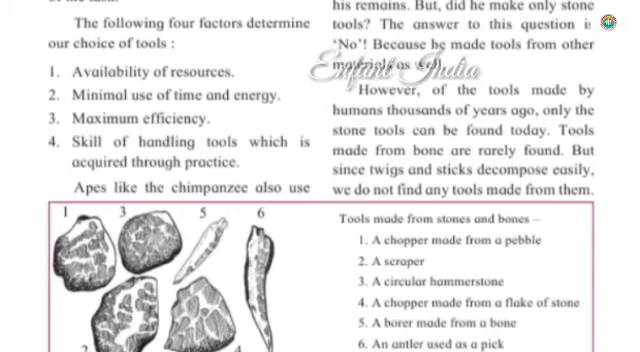 The following four factors determine
our choice of tools :
1. Availability of resources.
2. Minimal use of time and energy.
3. Maximum efficiency.
4. Skill of handling tools which is
acquired through practice.
Apes like the chimpanzee also use
his remains. But, did he make only stone
tools? The answer to this question is
'No'! Because he made tools from other
materials as well.
Enfant India
However, of the tools made by
humans thousands of years ago, only the
stone tools can be found today. Tools
made from bone are rarely found. But
since twigs and sticks decompose easily,
we do not find any tools made from them.
1 3 5 6
2 4
Tools made from stones and bones –
1. A chopper made from a pebble
2. A scraper
3. A circular hammerstone
4. A chopper made from a flake of stone
5. A borer made from a bone
6. An antler used as a pick